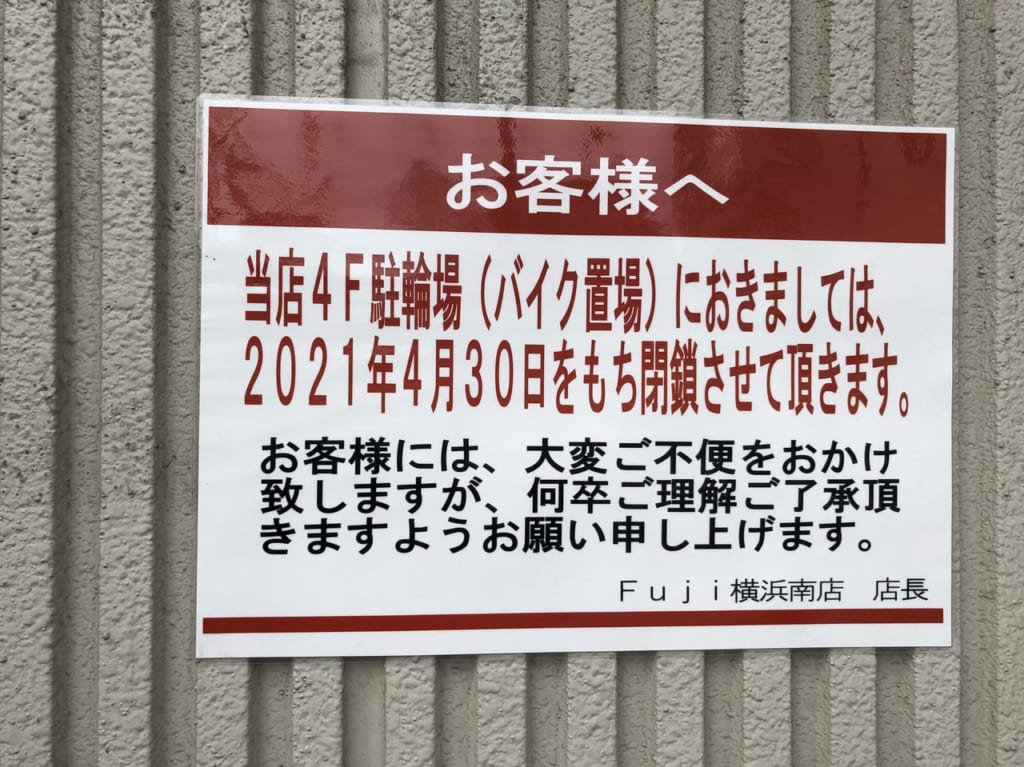 お客様へ
当店４Ｆ駐輪場（バイク置場）におきましては、
２０２１年４月３０日をもち閉鎖させて頂きます。
お客様には、大変ご不便をおかけ
致しますが、何卒ご理解ご了承頂
きますようお願い申し上げます。
Ｆｕｊｉ横浜南店　店長